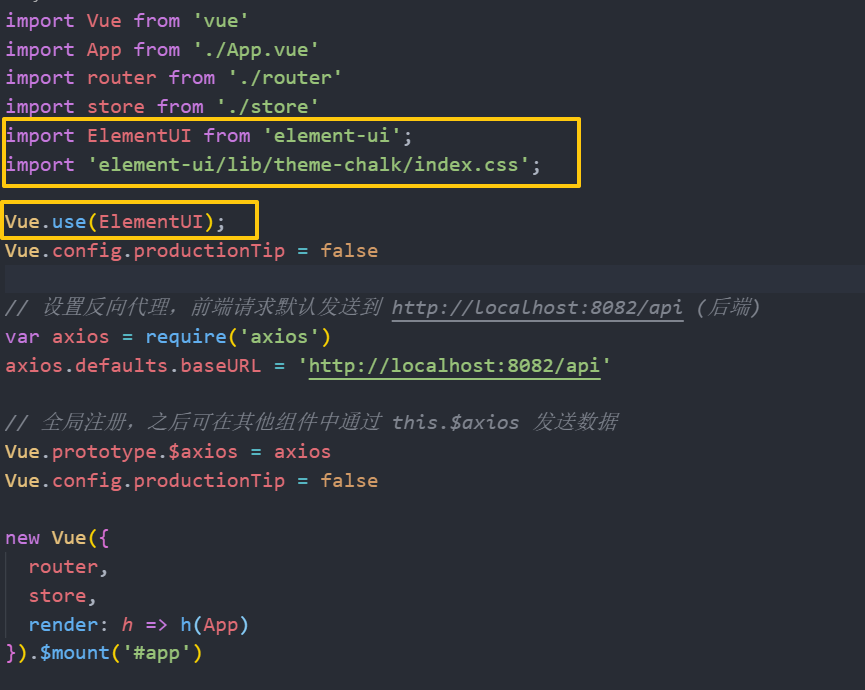 import Vue from 'vue'
import App from './App.vue'
import router from './router'
import store from './store'
import ElementUI from 'element-ui';
import 'element-ui/lib/theme-chalk/index.css';
Vue.use(ElementUI);
Vue.config.productionTip = false
// 设置反向代理，前端请求默认发送到 http://localhost:8082/api (后端)
var axios = require('axios')
axios.defaults.baseURL = 'http://localhost:8082/api'
// 全局注册，之后可在其他组件中通过 this.$axios 发送数据
Vue.prototype.$axios = axios
Vue.config.productionTip = false
new Vue({
  router,
  store,
  render: h => h(App)
}).$mount('#app')